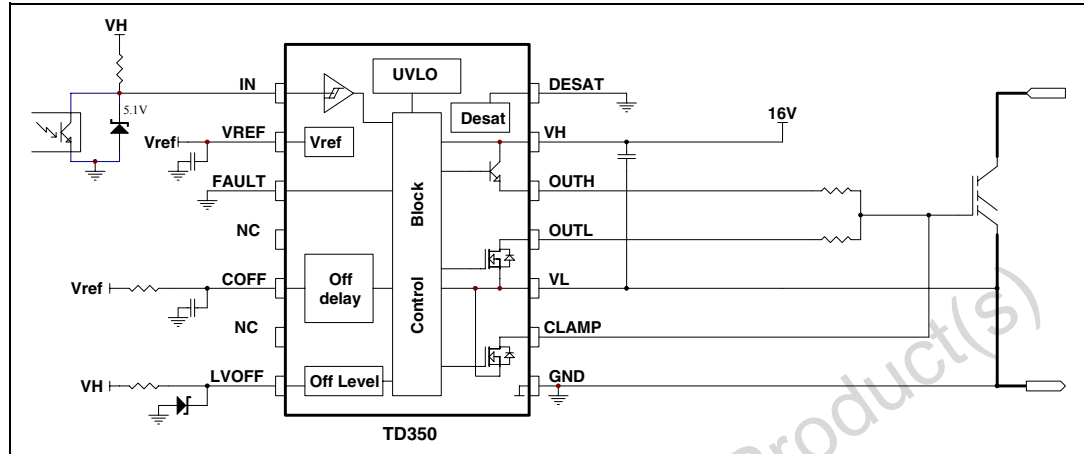 VH
UVLO
IN
DESAT
5.1V
Desat
16V
Vref
VREF
Vref
VH
FAULT
OUTH
Block
NC
OUTL
Vref
COFF
Off
delay
VL
Control
NC
CLAMP
VH
LVOFF
Off Level
GND
TD350
Product(s)